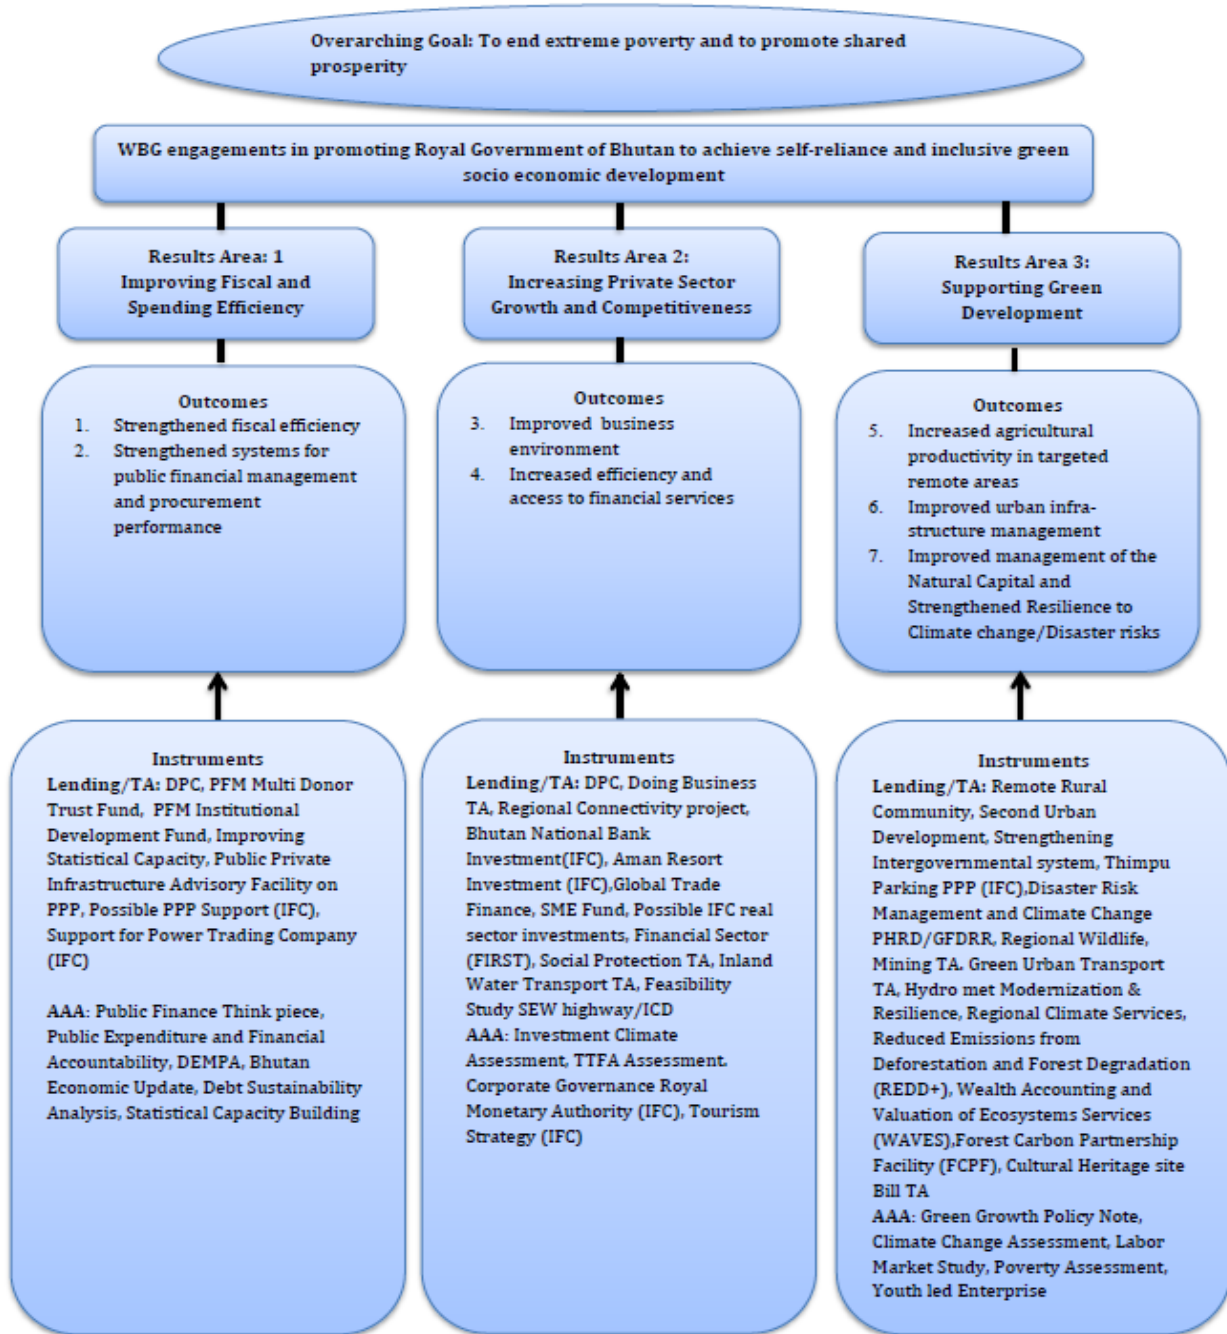 Overarching Goal: To end extreme poverty and to promote shared
prosperity
WBG engagements in promoting Royal Government of Bhutan to achieve self-reliance and inclusive green
socio economic development
Results Area: 1
Improving Fiscal and
Spending Efficiency
Results Area 2:
Increasing Private Sector
Growth and Competitiveness
Results Area 3:
Supporting Green
Development
Outcomes
1. Strengthened fiscal efficiency
2. Strengthened systems for
public financial management
and procurement
performance
Outcomes
3. Improved business
environment
4. Increased efficiency and
access to financial services
Outcomes
5. Increased agricultural
productivity in targeted
remote areas
6. Improved urban infra-
structure management
7. Improved management of the
Natural Capital and
Strengthened Resilience to
Climate change/Disaster risks
Instruments
Lending/TA: DPC, PFM Multi Donor
Trust Fund, PFM Institutional
Development Fund, Improving
Statistical Capacity, Public Private
Infrastructure Advisory Facility on
PPP, Possible PPP Support (IFC),
Support for Power Trading Company
(IFC)
AAA: Public Finance Think piece,
Public Expenditure and Financial
Accountability, DEMPA, Bhutan
Economic Update, Debt Sustainability
Analysis, Statistical Capacity Building
Instruments
Lending/TA: DPC, Doing Business
TA, Regional Connectivity project,
Bhutan National Bank
Investment(IFC), Aman Resort
Investment (IFC),Global Trade
Finance, SME Fund, Possible IFC real
sector investments, Financial Sector
(FIRST), Social Protection TA, Inland
Water Transport TA, Feasibility
Study SEW highway/ICD
AAA: Investment Climate
Assessment, TTFA Assessment.
Corporate Governance Royal
Monetary Authority (IFC), Tourism
Strategy (IFC)
Instruments
Lending/TA: Remote Rural
Community, Second Urban
Development, Strengthening
Intergovernmental system, Thimpu
Parking PPP (IFC),Disaster Risk
Management and Climate Change
PHRD/GFDRR, Regional Wildlife,
Mining TA. Green Urban Transport
TA, Hydro met Modernization &
Resilience, Regional Climate Services,
Reduced Emissions from
Deforestation and Forest Degradation
(REDD+), Wealth Accounting and
Valuation of Ecosystems Services
(WAVES),Forest Carbon Partnership
Facility (FCPF), Cultural Heritage site
Bill TA
AAA: Green Growth Policy Note,
Climate Change Assessment, Labor
Market Study, Poverty Assessment,
Youth led Enterprise